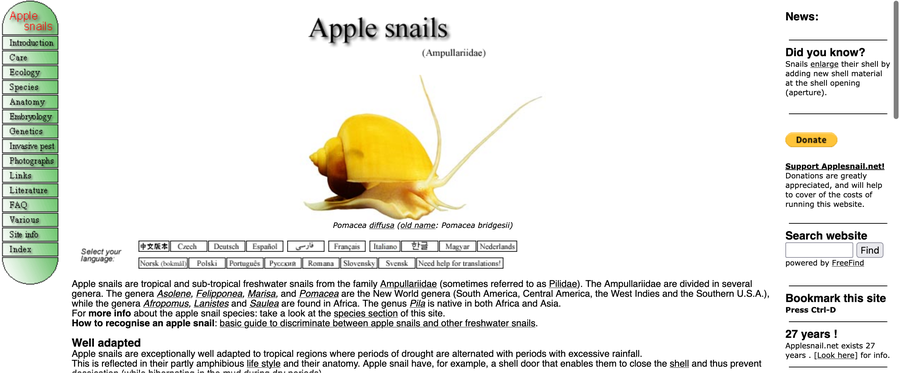 Apple
snails
Introduction
Care
Ecology
Species
Anatomy
Embryology
Genetics
Invasive pest
Photographs
Links
Literature
FAQ
Various
Site info
Index
Apple snails
(Ampullariidae)
Pomacea diffusa (old name: Pomacea bridgesii)
Select your
language:
中文版本 Czech Deutsch Español فارسی Français Italiano 한글 Magyar Nederlands
Norsk (bokmål) Polski Português Русский Romana Slovensky Svensk Need help for translations!
Apple snails are tropical and sub-tropical freshwater snails from the family Ampullariidae (sometimes referred to as Pilidae). The Ampullariidae are divided in several
genera. The genera Asolene, Felipponea, Marisa, and Pomacea are the New World genera (South America, Central America, the West Indies and the Southern U.S.A.),
while the genera Afropomus, Lanistes and Saulea are found in Africa. The genus Pila is native in both Africa and Asia.
For more info about the apple snail species: take a look at the species section of this site.
How to recognise an apple snail: basic guide to discriminate between apple snails and other freshwater snails.
Well adapted
Apple snails are exceptionally well adapted to tropical regions where periods of drought are alternated with periods with excessive rainfall.
This is reflected in their partly amphibious life style and their anatomy. Apple snail have, for example, a shell door that enables them to close the shell and thus prevent
News:
Did you know?
Snails enlarge their shell by
adding new shell material
at the shell opening
(aperture).
Donate
Support Applesnail.net!
Donations are greatly
appreciated, and will help
to cover of the costs of
running this website.
Search website
Find
powered by FreeFind
Bookmark this site
Press Ctrl-D
27 years !
Applesnail.net exists 27
years . [Look here] for info.